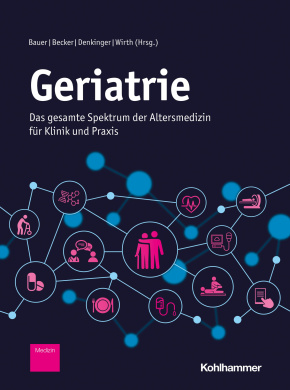 Bauer | Becker | Denkinger | Wirth (Hrsg.)
Geriatrie
Das gesamte Spektrum der Altersmedizin
für Klinik und Praxis
Medizin
Kohlhammer